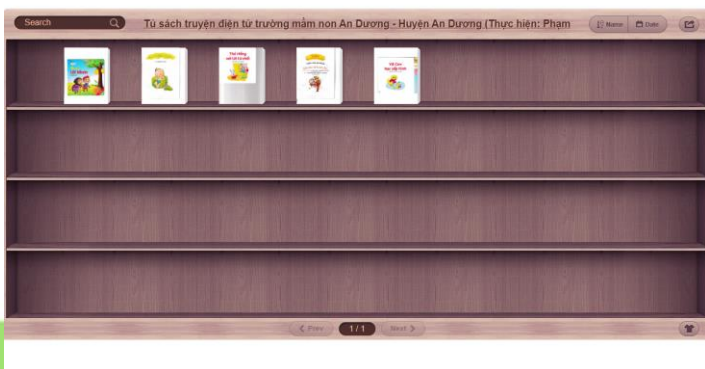 Search
Tủ sách truyện điện tử trường mầm non An Dương - Huyện An Dương (Thực hiện: Phạm
Name
Date
Prev
1 / 1
Next